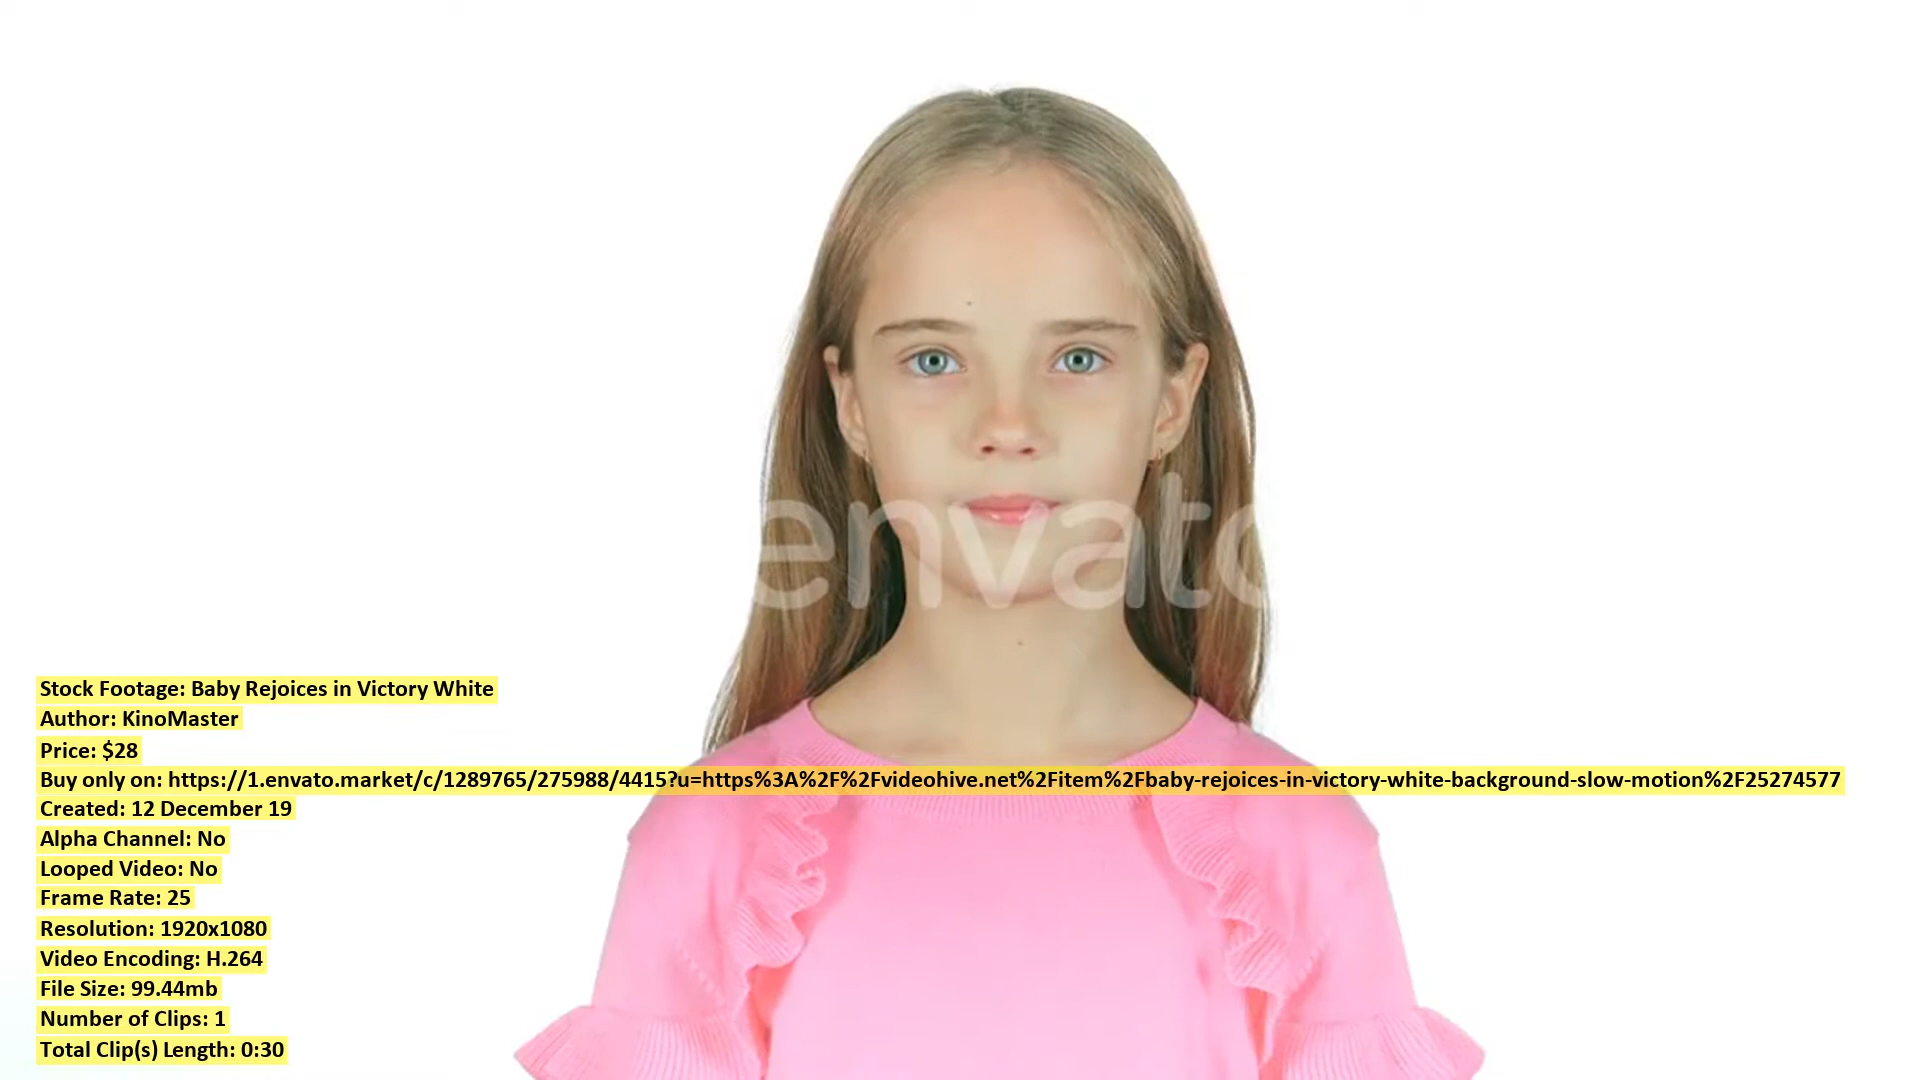 envato
Stock Footage: Baby Rejoices in Victory White
Author: KinoMaster
Price: $28
Buy only on: https://1.envato.market/c/1289765/275988/4415?u=https%3A%2F%2Fvideohive.net%2Fitem%2Fbaby-rejoices-in-victory-white-background-slow-motion%2F25274577
Created: 12 December 19
Alpha Channel: No
Looped Video: No
Frame Rate: 25
Resolution: 1920x1080
Video Encoding: H.264
File Size: 99.44mb
Number of Clips: 1
Total Clip(s) Length: 0:30